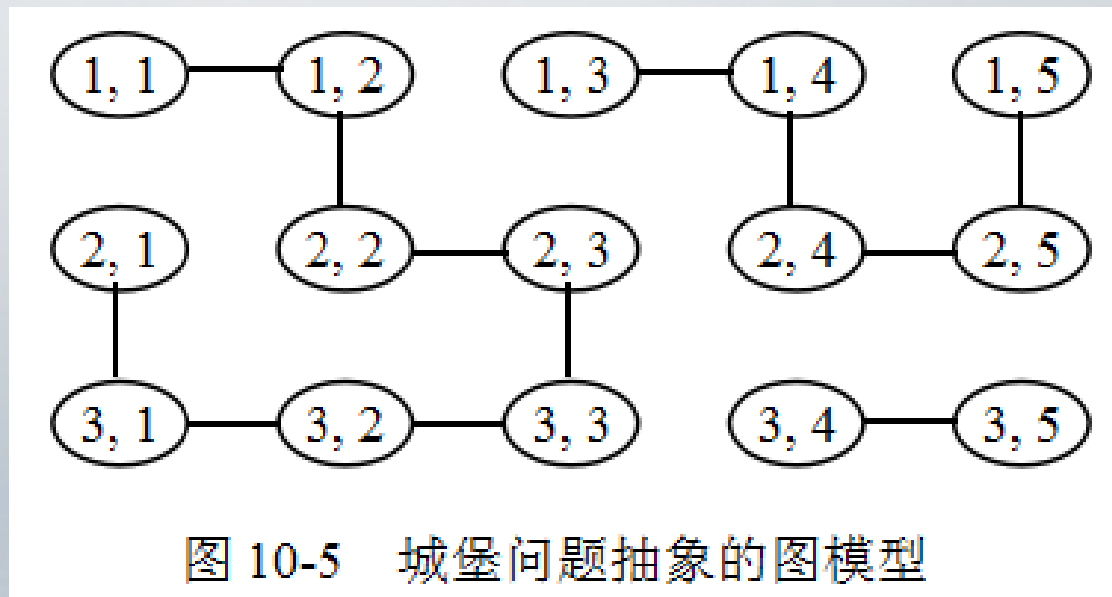 1, 1 1, 2 1, 3 1, 4 1, 5
2, 1 2, 2 2, 3 2, 4 2, 5
3, 1 3, 2 3, 3 3, 4 3, 5
图 10-5 城堡问题抽象的图模型